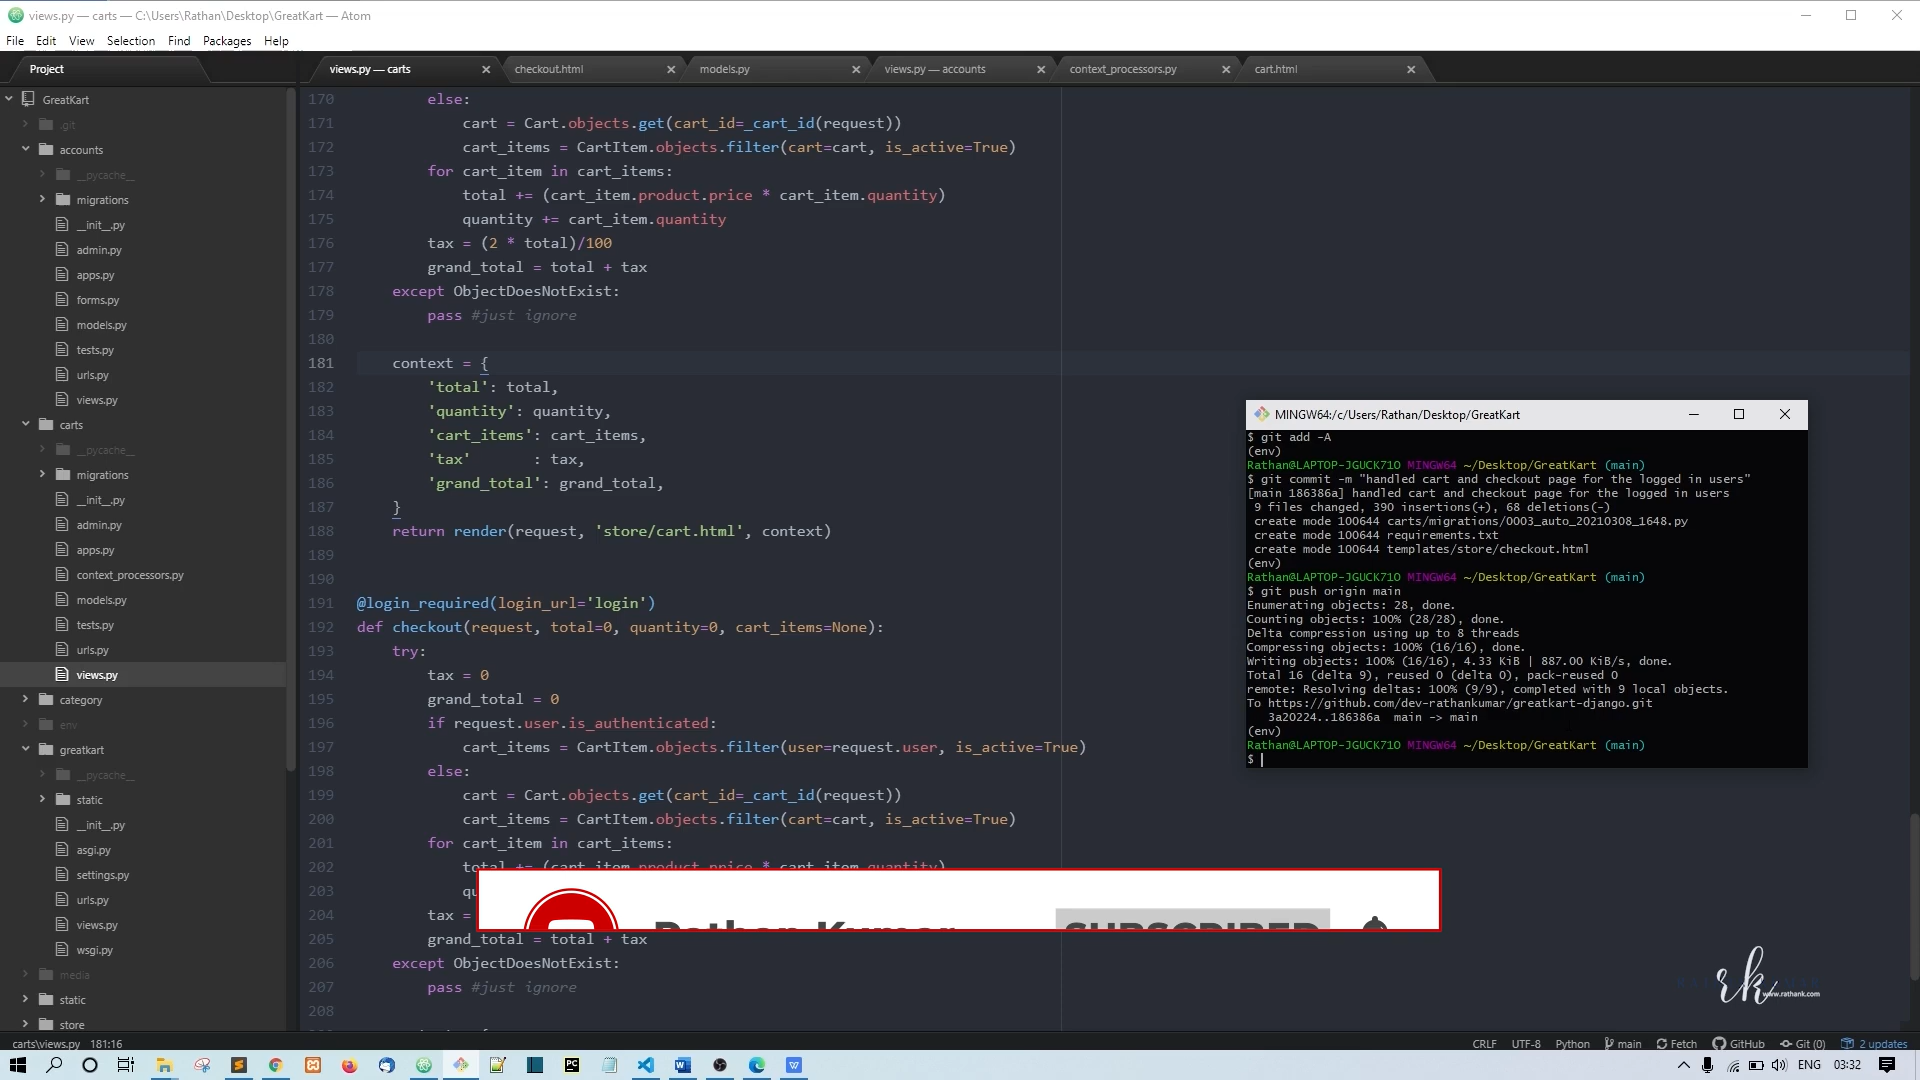 views.py — carts — C:\Users\Rathan\Desktop\GreatKart — Atom
File Edit View Selection Find Packages Help
Project
views.py — carts
checkout.html
models.py
views.py — accounts
context_processors.py
cart.html
GreatKart
.git
accounts
__pycache__
migrations
__init__.py
admin.py
apps.py
forms.py
models.py
tests.py
urls.py
views.py
carts
__pycache__
migrations
__init__.py
admin.py
apps.py
context_processors.py
models.py
tests.py
urls.py
views.py
category
env
greatkart
__pycache__
static
__init__.py
asgi.py
settings.py
urls.py
views.py
wsgi.py
media
static
store
170 else:
171 cart = Cart.objects.get(cart_id=_cart_id(request))
172 cart_items = CartItem.objects.filter(cart=cart, is_active=True)
173 for cart_item in cart_items:
174 total += (cart_item.product.price * cart_item.quantity)
175 quantity += cart_item.quantity
176 tax = (2 * total)/100
177 grand_total = total + tax
178 except ObjectDoesNotExist:
179 pass #just ignore
180
181 context = {
182 'total': total,
183 'quantity': quantity,
184 'cart_items': cart_items,
185 'tax'       : tax,
186 'grand_total': grand_total,
187 }
188 return render(request, 'store/cart.html', context)
189
190
191 @login_required(login_url='login')
192 def checkout(request, total=0, quantity=0, cart_items=None):
193 try:
194 tax = 0
195 grand_total = 0
196 if request.user.is_authenticated:
197 cart_items = CartItem.objects.filter(user=request.user, is_active=True)
198 else:
199 cart = Cart.objects.get(cart_id=_cart_id(request))
200 cart_items = CartItem.objects.filter(cart=cart, is_active=True)
201 for cart_item in cart_items:
202 total += (cart_item.product.price * cart_item.quantity)
203 qu
204 tax =
205 grand_total = total + tax
206 except ObjectDoesNotExist:
207 pass #just ignore
208
Rathan Kumar
SUBSCRIBED
MINGW64:/c/Users/Rathan/Desktop/GreatKart
$ git add -A
(env)
Rathan@LAPTOP-JGUCK71O MINGW64 ~/Desktop/GreatKart (main)
$ git commit -m "handled cart and checkout page for the logged in users"
[main 186386a] handled cart and checkout page for the logged in users
9 files changed, 390 insertions(+), 68 deletions(-)
create mode 100644 carts/migrations/0003_auto_20210308_1648.py
create mode 100644 requirements.txt
create mode 100644 templates/store/checkout.html
(env)
Rathan@LAPTOP-JGUCK71O MINGW64 ~/Desktop/GreatKart (main)
$ git push origin main
Enumerating objects: 28, done.
Counting objects: 100% (28/28), done.
Delta compression using up to 8 threads
Compressing objects: 100% (16/16), done.
Writing objects: 100% (16/16), 4.33 KiB | 887.00 KiB/s, done.
Total 16 (delta 9), reused 0 (delta 0), pack-reused 0
remote: Resolving deltas: 100% (9/9), completed with 9 local objects.
To https://github.com/dev-rathankumar/greatkart-django.git
3a20224..186386a  main -> main
(env)
Rathan@LAPTOP-JGUCK71O MINGW64 ~/Desktop/GreatKart (main)
$
rk
www.rathank.com
carts\views.py 181:16
CRLF UTF-8 Python main Fetch GitHub Git (0) 2 updates
ENG 03:32